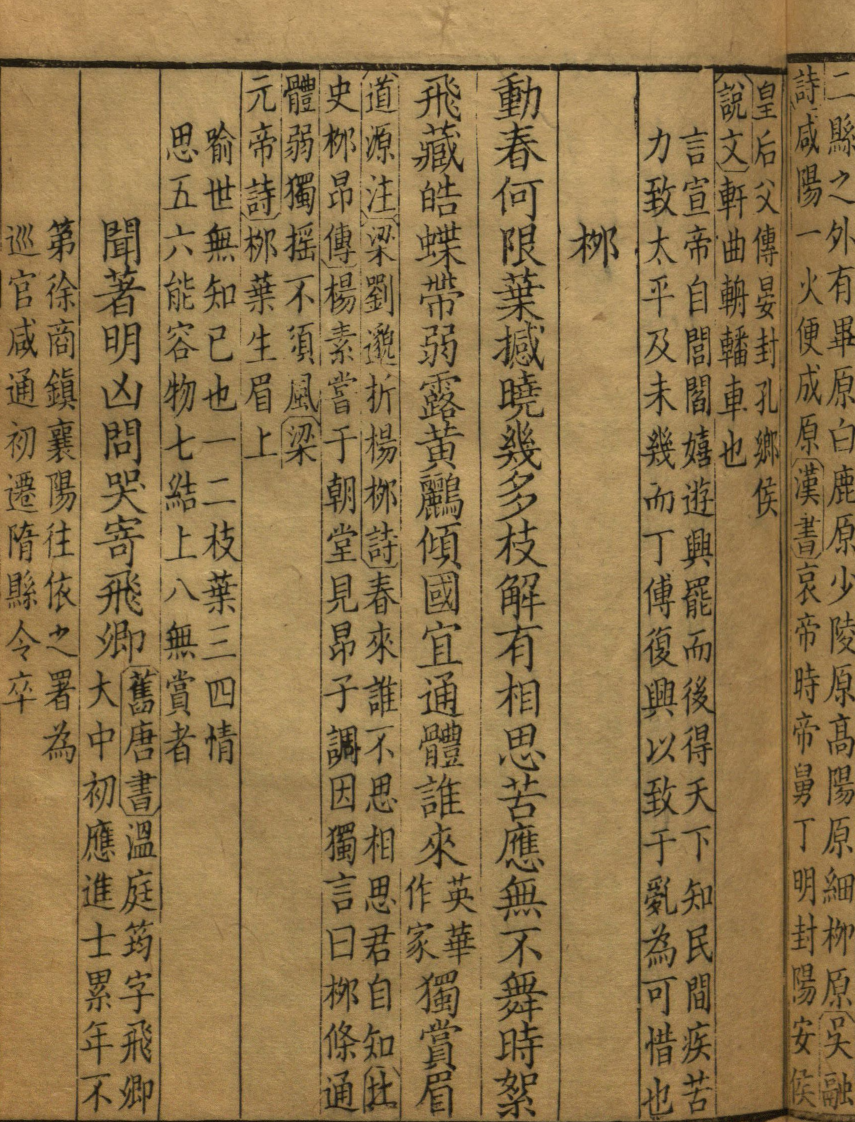 二縣之外有畢原白鹿原少陵原髙陽原細柳原吳融
詩咸陽一火便成原漢書哀帝時帝舅丁明封陽安侯
皇后父傅晏封孔鄉侯
說文軒曲輈轓車也
言宣帝自閭閻嬉遊興罷而後得天下知民間疾苦
力致太平及未幾而丁傅復興以致于亂為可惜也
柳
動春何限葉撼曉幾多枝解有相思苦應無不舞時絮
飛藏皓蝶帶弱露黄鸝傾國宜通體誰來
英華
作家
獨賞眉
道源注梁劉邈折楊柳詩春來誰不思相思君自知北
史柳昂傳楊素嘗于朝堂見昂子調因獨言曰柳條通
體弱獨摇不須風梁
元帝詩柳葉生眉上
喻世無知已也一二枝葉三四情
思五六能容物七結上八無賞者
聞著明凶問哭寄飛卿
舊唐書溫庭筠字飛卿
大中初應進士累年不
第徐商鎮襄陽往依之署為
巡官咸通初遷隋縣令卒